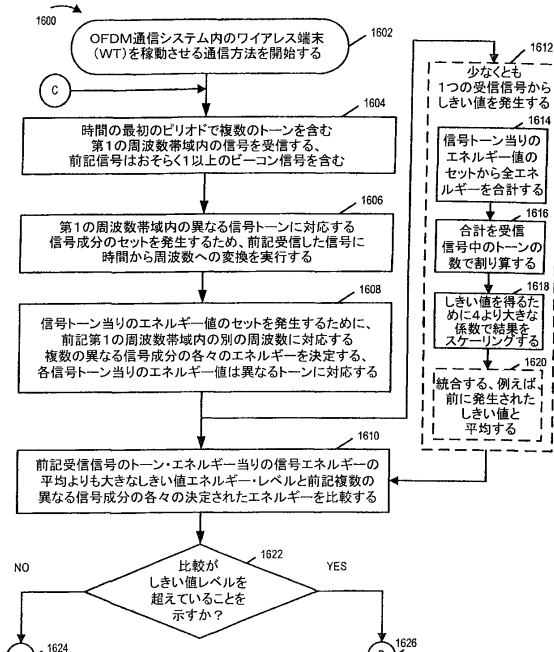 1600
OFDM通信システム内のワイアレス端末
(WT)を稼動させる通信方法を開始する
1602
C
1604
時間の最初のピリオドで複数のトーンを含む
第1の周波数帯域内の信号を受信する、
前記信号はおそらく1以上のビーコン信号を含む
1606
第1の周波数帯域内の異なる信号トーンに対応する
信号成分のセットを発生するため、前記受信した信号に
時間から周波数への変換を実行する
1608
信号トーン当りのエネルギー値のセットを発生するために、
前記第1の周波数帯域内の別の周波数に対応する
複数の異なる信号成分の各々のエネルギーを決定する、
各信号トーン当りのエネルギー値は異なるトーンに対応する
1612
少なくとも
1つの受信信号から
しきい値を発生する
1614
信号トーン当りの
エネルギー値の
セットから全エネ
ルギーを合計する
1616
合計を受信
信号中のトーンの
数で割り算する
1618
しきい値を得るた
めに4より大きな
係数で結果を
スケーリングする
1620
統合する、例えば、
前に発生された
しきい値と
平均する
1610
前記受信信号のトーン・エネルギー当りの信号エネルギーの
平均よりも大きなしきい値エネルギー・レベルと前記複数の
異なる信号成分の各々の決定されたエネルギーを比較する
1622
比較が
しきい値レベルを
超えていることを
示すか？
NO
YES
1624
1626